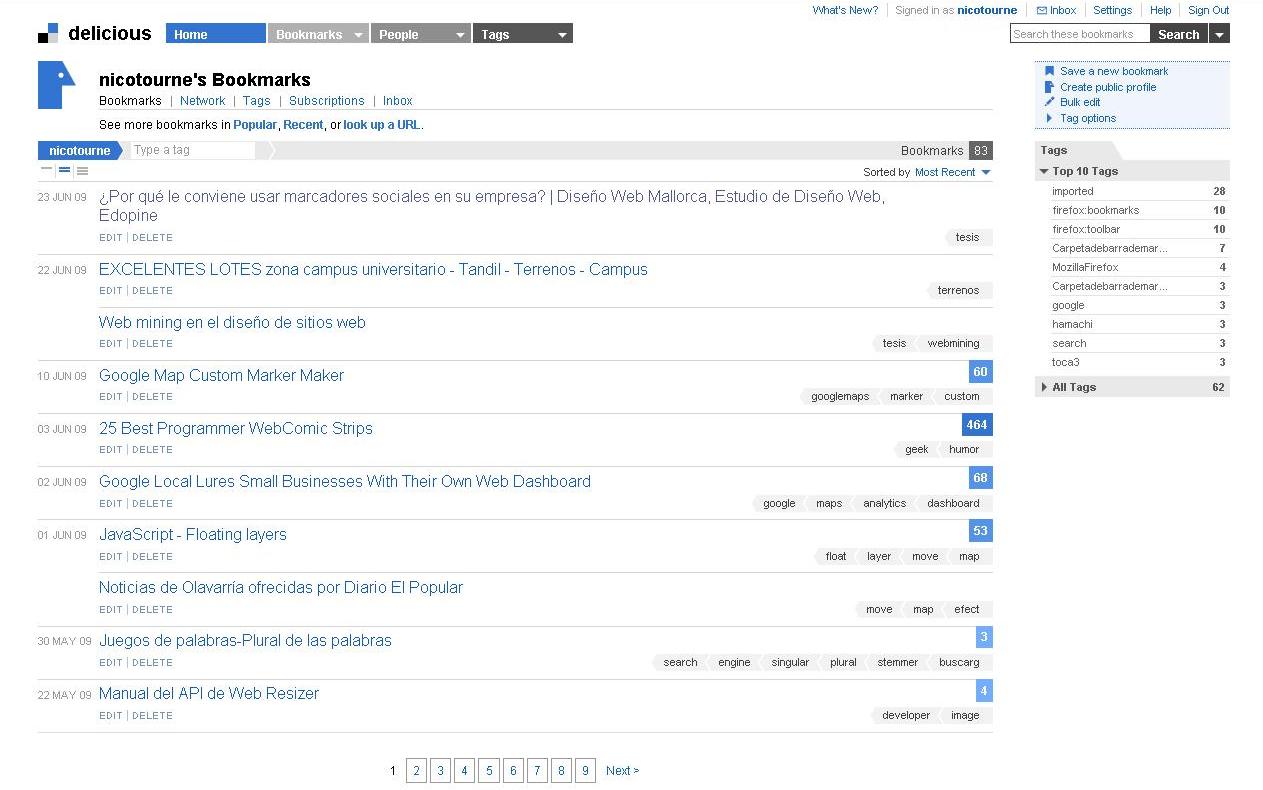 What's New? Signed in as nicotourne Inbox Settings Help Sign Out
delicious Home Bookmarks People Tags Search these bookmarks Search
nicotourne's Bookmarks
Bookmarks | Network | Tags | Subscriptions | Inbox
See more bookmarks in Popular, Recent, or look up a URL.
nicotourne Type a tag Bookmarks 83
Sorted by Most Recent
23 JUN 09 ¿Por qué le conviene usar marcadores sociales en su empresa? | Diseño Web Mallorca, Estudio de Diseño Web,
Edopine
EDIT | DELETE tesis
22 JUN 09 EXCELENTES LOTES zona campus universitario - Tandil - Terrenos - Campus
EDIT | DELETE terrenos
Web mining en el diseño de sitios web
EDIT | DELETE tesis webmining
10 JUN 09 Google Map Custom Marker Maker 60
EDIT | DELETE googlemaps marker custom
03 JUN 09 25 Best Programmer WebComic Strips 464
EDIT | DELETE geek humor
02 JUN 09 Google Local Lures Small Businesses With Their Own Web Dashboard 68
EDIT | DELETE google maps analytics dashboard
01 JUN 09 JavaScript - Floating layers 53
EDIT | DELETE float layer move map
Noticias de Olavarría ofrecidas por Diario El Popular
EDIT | DELETE move map efect
30 MAY 09 Juegos de palabras-Plural de las palabras 3
EDIT | DELETE search engine singular plural stemmer buscarg
22 MAY 09 Manual del API de Web Resizer 4
EDIT | DELETE developer image
1 2 3 4 5 6 7 8 9 Next >
Save a new bookmark
Create public profile
Bulk edit
Tag options
Tags
Top 10 Tags
imported 28
firefox:bookmarks 10
firefox:toolbar 10
Carpetadebarrademar... 7
MozillaFirefox 4
Carpetadebarrademar... 3
google 3
hamachi 3
search 3
toca3 3
All Tags 62